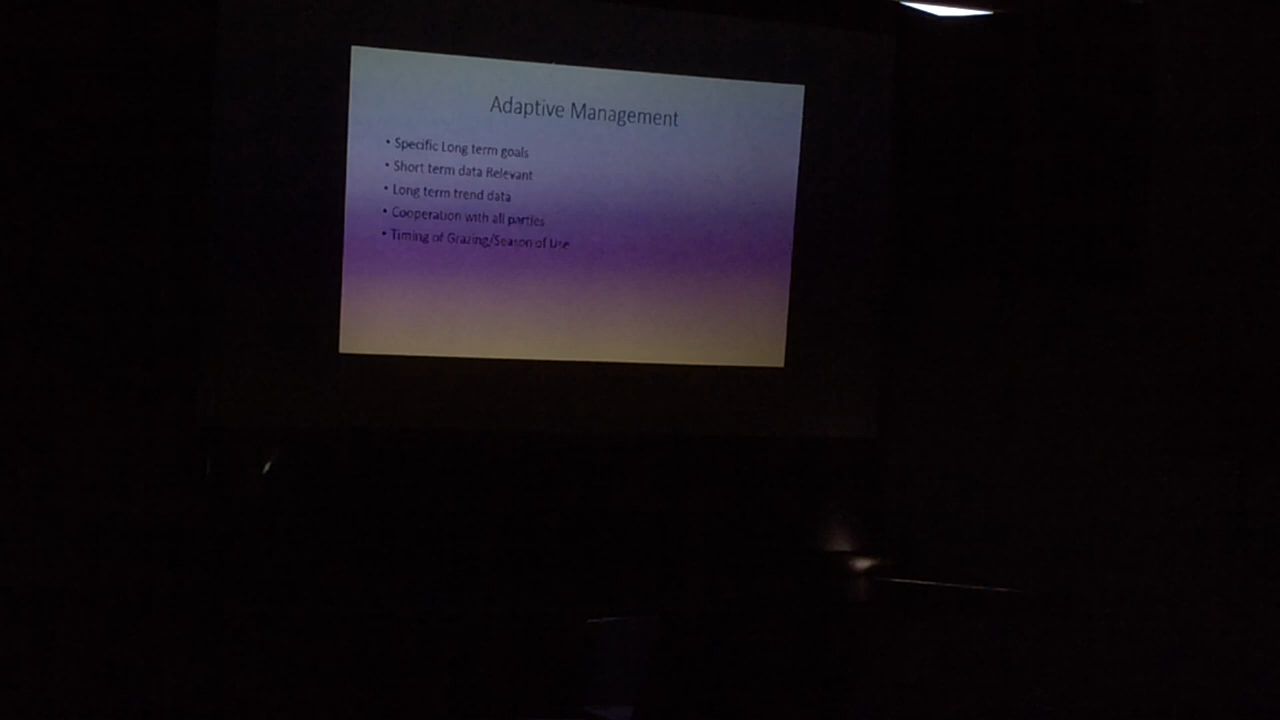 Adaptive Management
• Specific Long term goals
• Short term data Relevant
• Long term trend data
• Cooperation with all parties
• Timing of Grazing/Season of Use